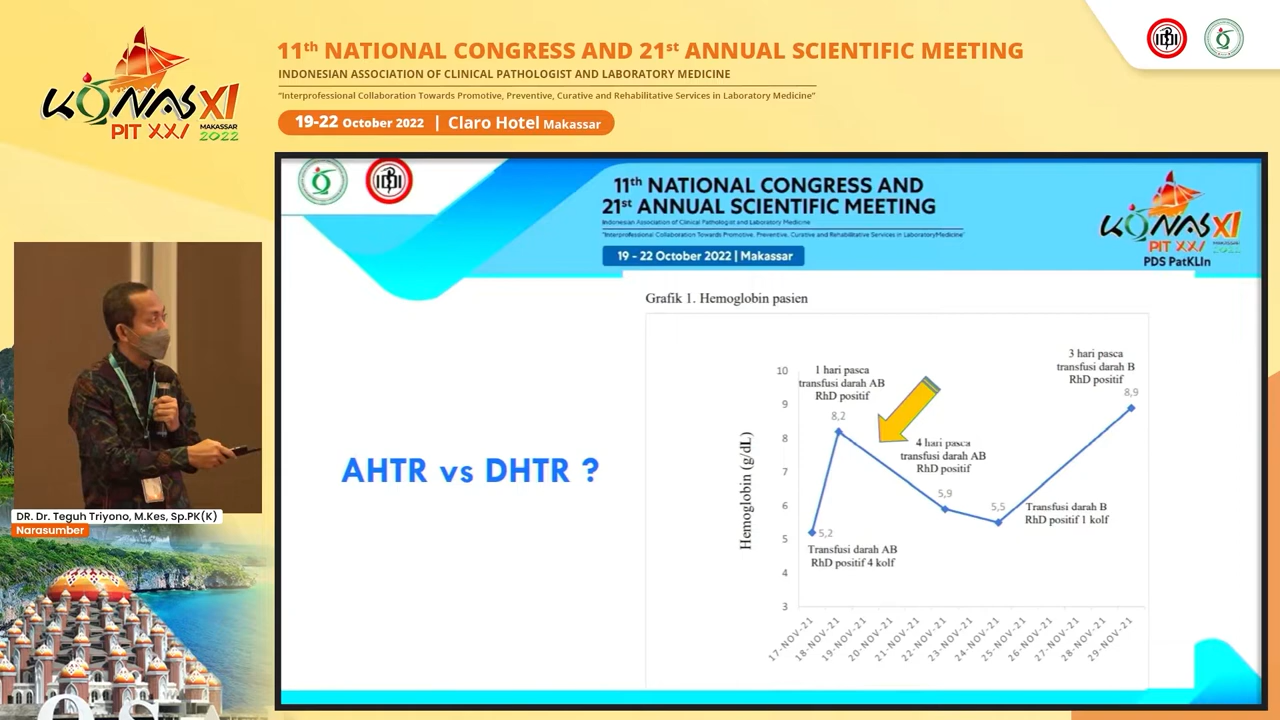 KONAS XI
PIT XXI
MAKASSAR
2022
11th NATIONAL CONGRESS AND 21st ANNUAL SCIENTIFIC MEETING
INDONESIAN ASSOCIATION OF CLINICAL PATHOLOGIST AND LABORATORY MEDICINE
"Interprofessional Collaboration Towards Promotive, Preventive, Curative and Rehabilitative Services in Laboratory Medicine"
19-22 October 2022 | Claro Hotel Makassar
11th NATIONAL CONGRESS AND
21st ANNUAL SCIENTIFIC MEETING
Indonesian Association of Clinical Pathologist and Laboratory Medicine
"Interprofessional Collaboration Towards Promotive, Preventive, Curative and Rehabilitative Services in LaboratoryMedicine"
19 - 22 October 2022 | Makassar
KONAS XI
PIT XXI
MAKASSAR
2022
PDS PatKLIn
Grafik 1. Hemoglobin pasien
AHTR vs DHTR ?
Hemoglobin (g/dL)
10
9
8
7
6
5
4
3
1 hari pasca
transfusi darah AB
RhD positif
8,2
4 hari pasca
transfusi darah AB
RhD positif
5,9
3 hari pasca
transfusi darah B
RhD positif
8,9
5,5
Transfusi darah B
RhD positif 1 kolf
5,2
Transfusi darah AB
RhD positif 4 kolf
17-NOV-21
18-NOV-21
19-NOV-21
20-NOV-21
21-NOV-21
22-NOV-21
23-NOV-21
24-NOV-21
25-NOV-21
26-NOV-21
27-NOV-21
28-NOV-21
29-NOV-21
DR. Dr. Teguh Triyono, M.Kes, Sp.PK(K)
Narasumber